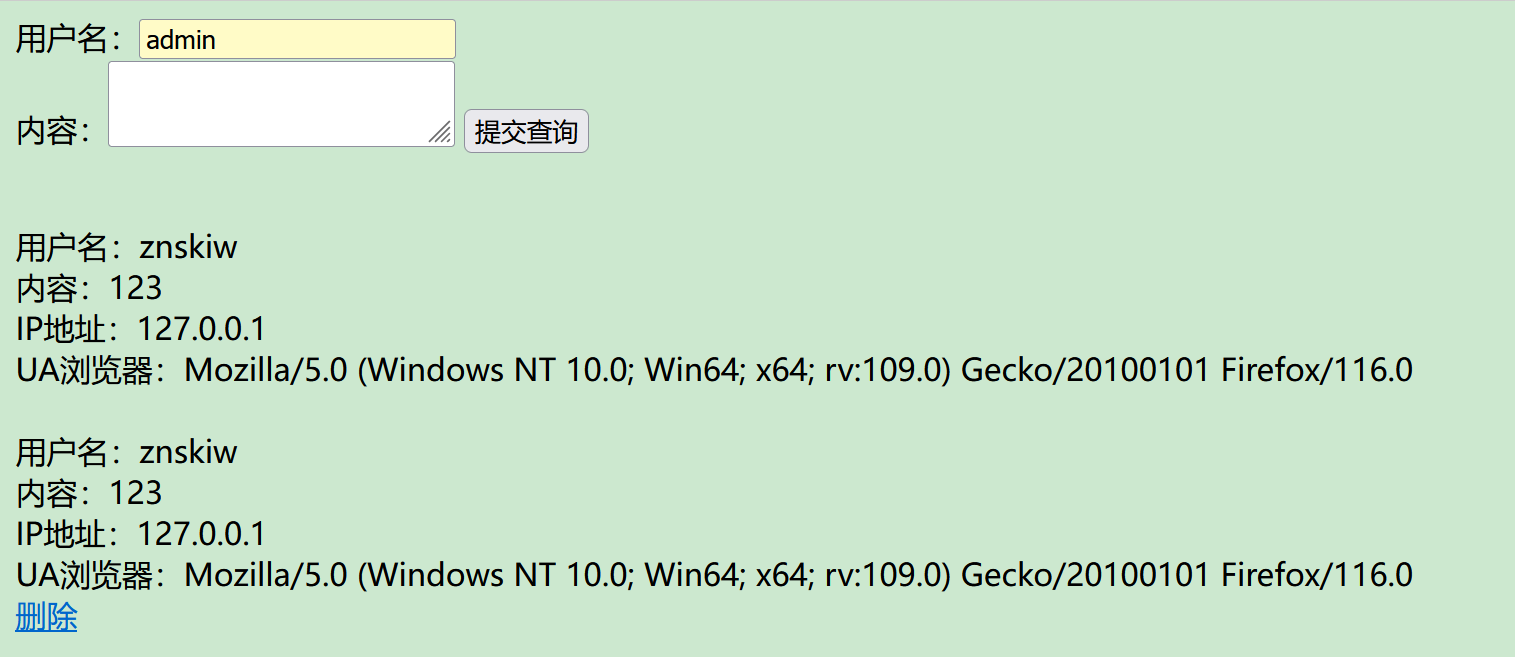 用户名：admin
内容： 提交查询
用户名：znskiw
内容：123
IP地址：127.0.0.1
UA浏览器：Mozilla/5.0 (Windows NT 10.0; Win64; x64; rv:109.0) Gecko/20100101 Firefox/116.0
用户名：znskiw
内容：123
IP地址：127.0.0.1
UA浏览器：Mozilla/5.0 (Windows NT 10.0; Win64; x64; rv:109.0) Gecko/20100101 Firefox/116.0
删除